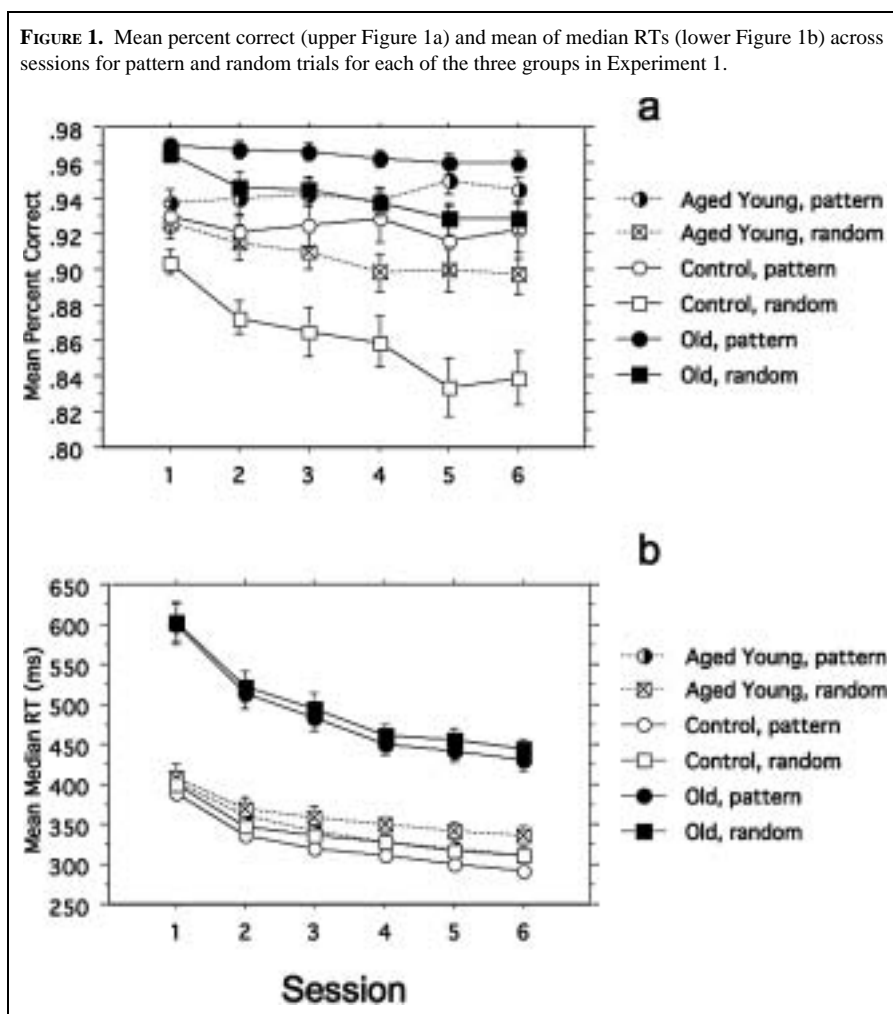 FIGURE 1. Mean percent correct (upper Figure 1a) and mean of median RTs (lower Figure 1b) across
sessions for pattern and random trials for each of the three groups in Experiment 1.
a
Mean Percent Correct
.98
.96
.94
.92
.90
.88
.86
.84
.82
.80
1 2 3 4 5 6
Aged Young, pattern
Aged Young, random
Control, pattern
Control, random
Old, pattern
Old, random
b
Mean Median RT (ms)
650
600
550
500
450
400
350
300
250
1 2 3 4 5 6
Aged Young, pattern
Aged Young, random
Control, pattern
Control, random
Old, pattern
Old, random
Session